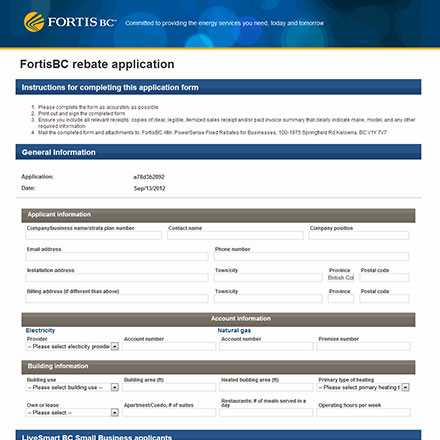 FORTIS BC Committed to providing the energy services you need, today and tomorrow
FortisBC rebate application
Instructions for completing this application form
1. Please complete the form as accurately as possible
2. Print out and sign the completed form
3. Ensure you include all relevant receipts: copies of clear, legible, itemized sales receipt and/or paid invoice summary that clearly indicate make, model, and any other
required information
4. Mail the completed form and attachments to: FortisBC Attn: PowerSense Fixed Rebates for Businesses, 100-1975 Springfield Rd Kelowna, BC V1Y 7V7
General Information
Application: a78d3b2892
Date: Sep/13/2012
Applicant information
Company/business name/strata plan number Contact name Company position
Email address Phone number
Installation address Town/city Province Postal code
British Col
Billing address (if different than above) Town/city Province Postal code
Account information
Electricity Natural gas
Provider Account number Account number Premise number
-- Please select electicity provider
Building information
Building use Building area (ft) Heated building area (ft) Primary type of heating
-- Please select building use -- -- Please select primary heating t
Own or lease Apartment/Condo, # of suites Restaurants: # of meals served in a
day Operating hours per week
-- Please select --
LiveSmart BC Small Business applicants